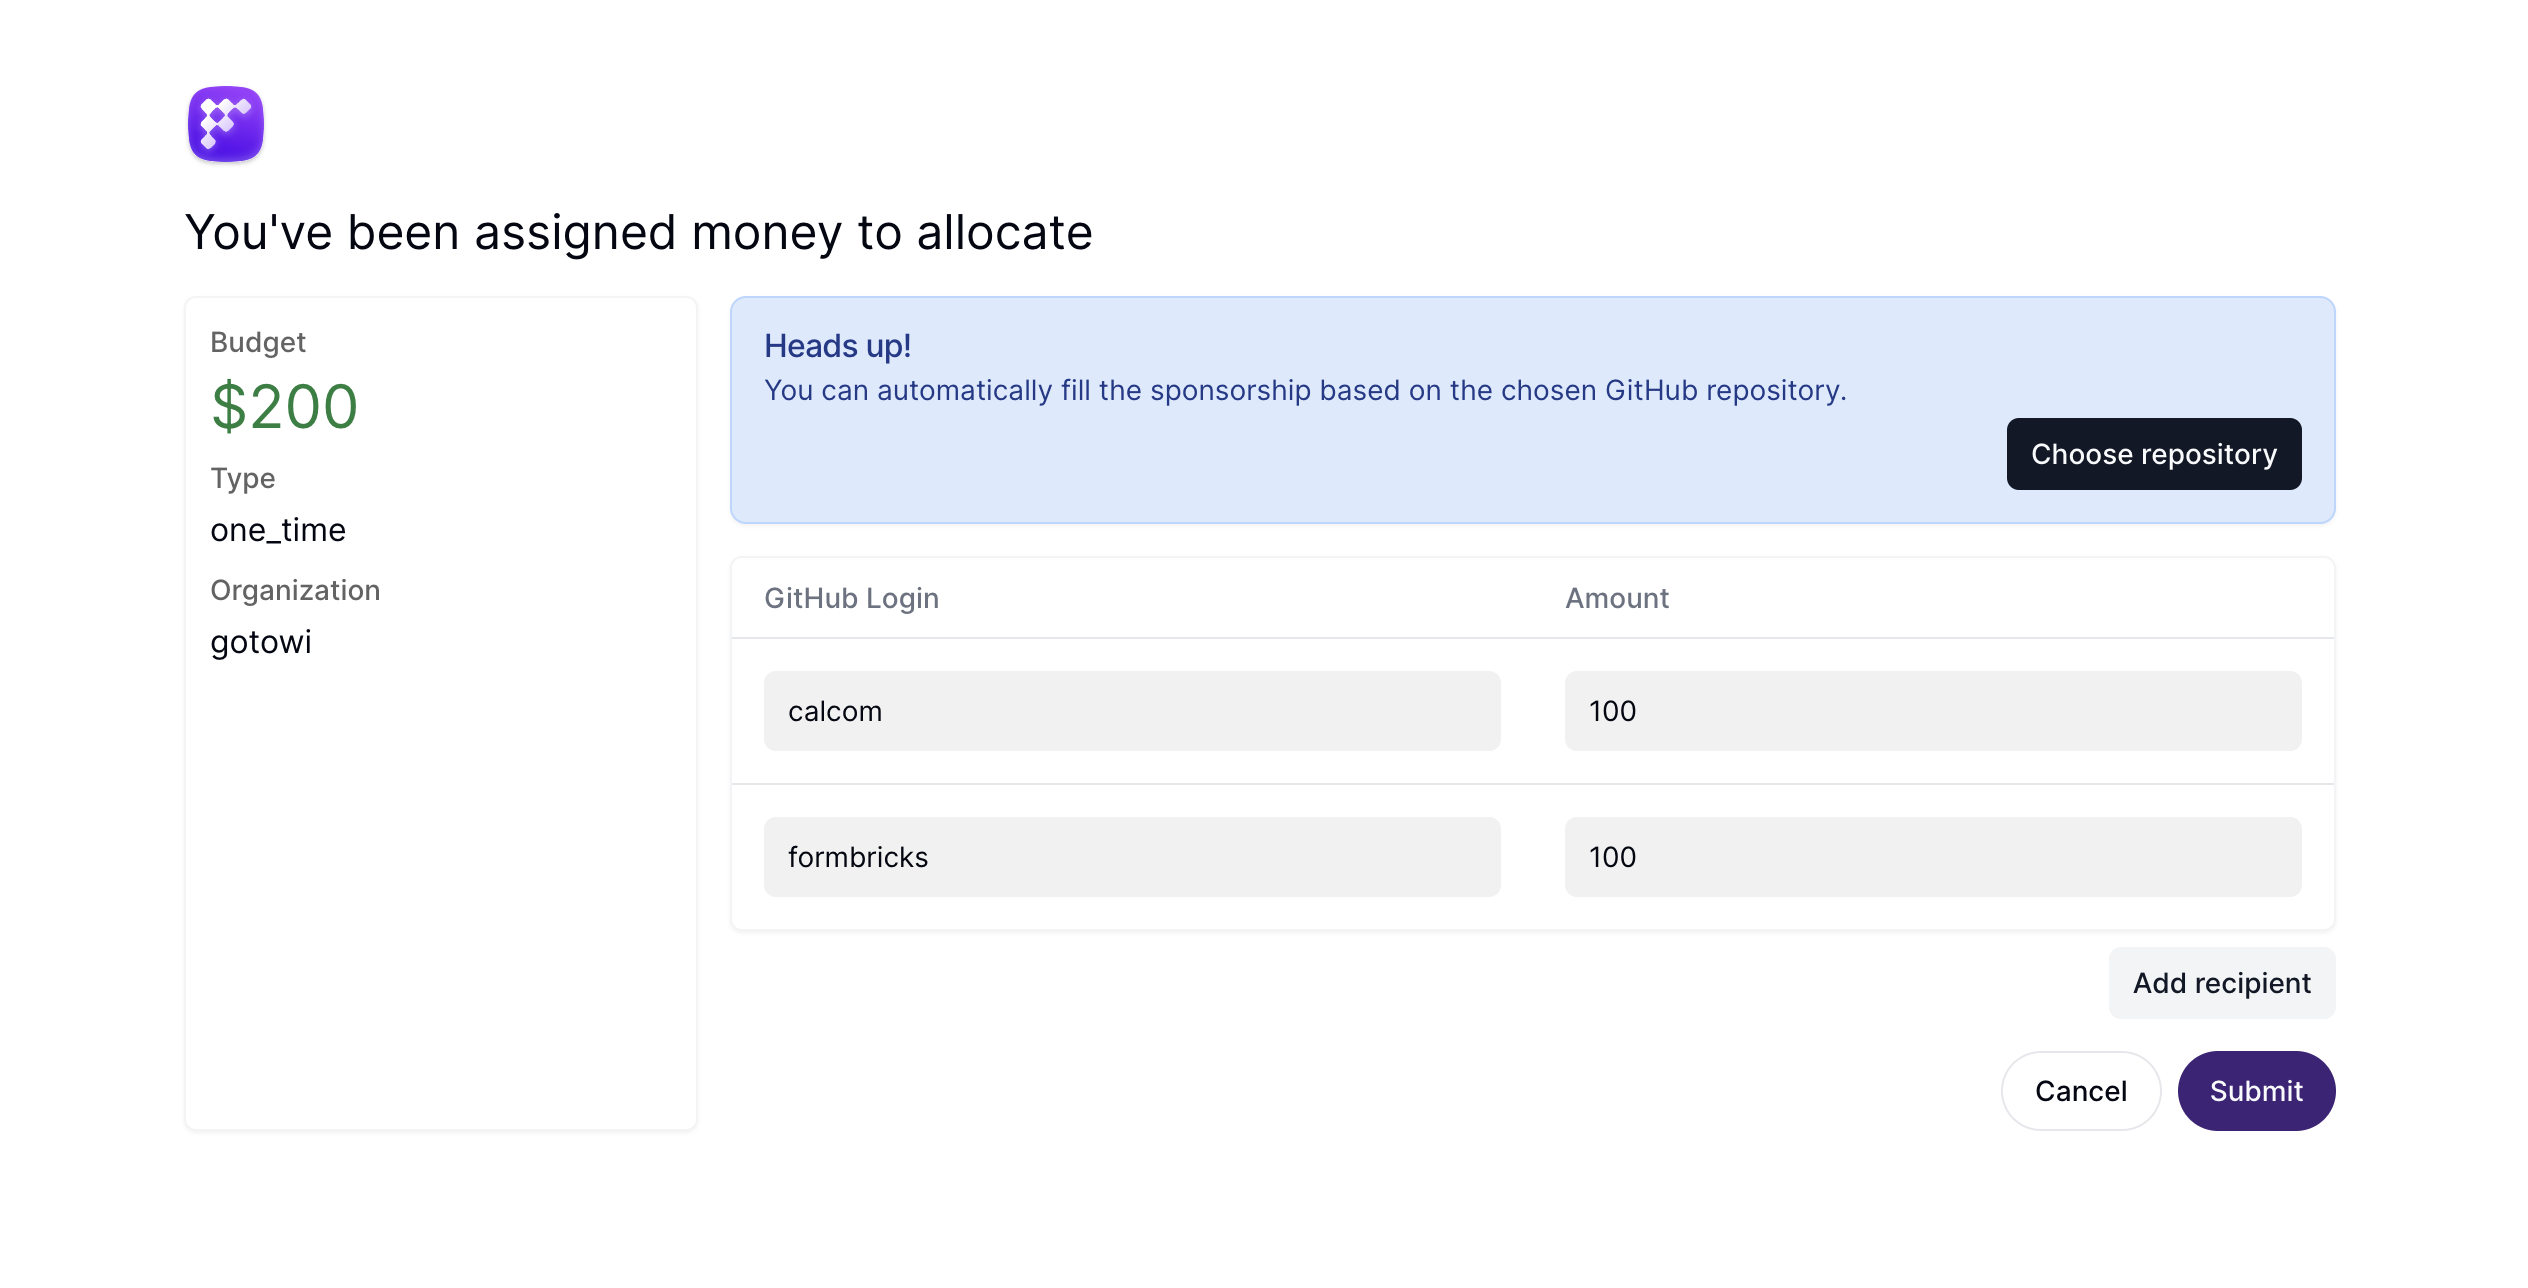 You've been assigned money to allocate
Budget
$200
Type
one_time
Organization
gotowi
Heads up!
You can automatically fill the sponsorship based on the chosen GitHub repository.
Choose repository
GitHub Login
Amount
calcom
100
formbricks
100
Add recipient
Cancel
Submit